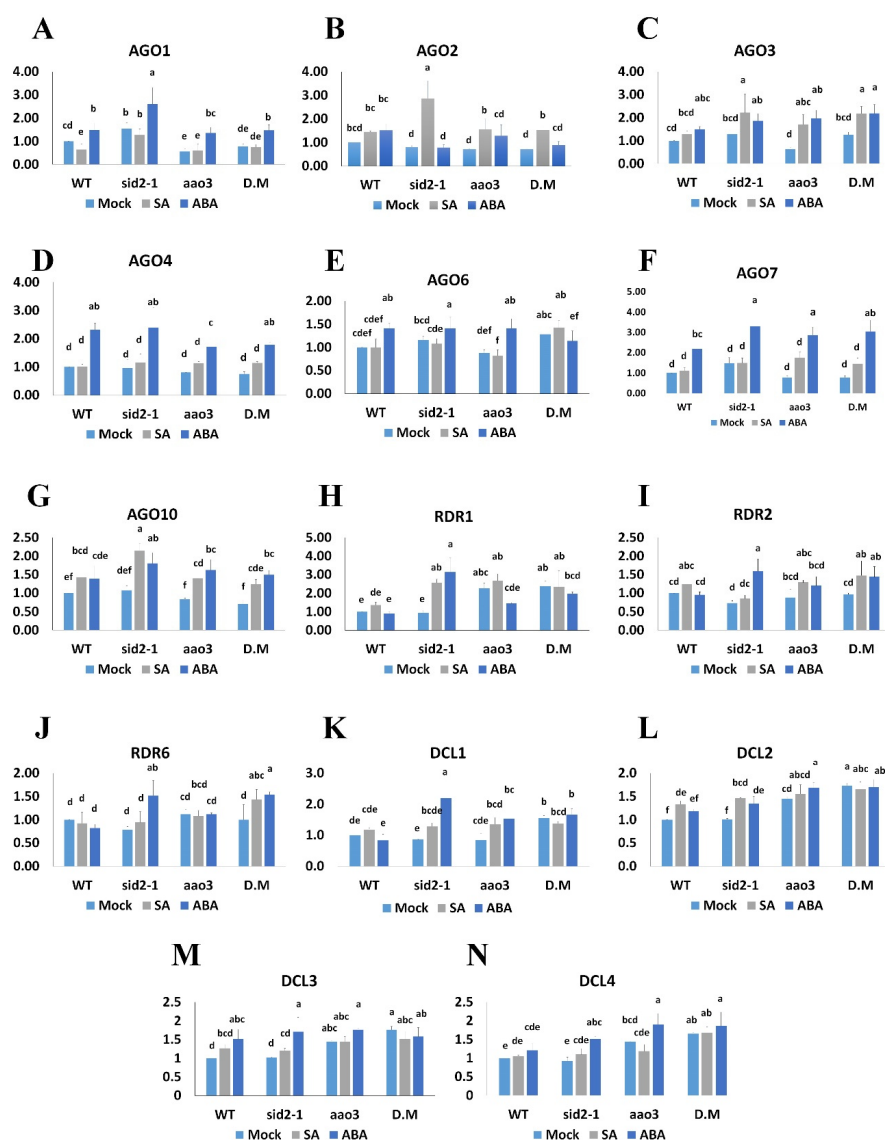 A
AGO1
4.00
3.00
2.00
1.00
0.00
cd e b b b a e e bc de de b
WT sid2-1 aao3 D.M
Mock SA ABA
B
AGO2
4.00
3.00
2.00
1.00
0.00
bcd bc bc cd a d d b cd d b cd
WT sid2-1 aao3 D.M
Mock SA ABA
C
AGO3
4.00
3.00
2.00
1.00
0.00
cd bcd abc bcd a ab d abc ab bcd a a
WT sid2-1 aao3 D.M
Mock SA ABA
D
AGO4
4.00
3.00
2.00
1.00
0.00
d d ab d d ab d d c d d ab
WT sid2-1 aao3 D.M
Mock SA ABA
E
AGO6
2.00
1.50
1.00
0.50
0.00
cdef cdef ab bcd cde a def f ab abc ab ef
WT sid2-1 aao3 D.M
Mock SA ABA
F
AGO7
5.00
4.00
3.00
2.00
1.00
0.00
d d bc d d a d d a d d ab
WT sid2-1 aao3 D.M
Mock SA ABA
G
AGO10
2.50
2.00
1.50
1.00
0.50
0.00
ef bcd cde def a ab f cd bc f cde bc
WT sid2-1 aao3 D.M
Mock SA ABA
H
RDR1
5.00
4.00
3.00
2.00
1.00
0.00
e de e e ab a abc ab cde ab ab bcd
WT sid2-1 aao3 D.M
Mock SA ABA
I
RDR2
2.50
2.00
1.50
1.00
0.50
0.00
cd abc cd d dc a bcd abc abc cd ab ab
WT sid2-1 aao3 D.M
Mock SA ABA
J
RDR6
2.00
1.50
1.00
0.50
0.00
d d d d d ab cd bcd cd d abc a
WT sid2-1 aao3 D.M
Mock SA ABA
K
DCL1
3.0
2.0
1.0
0.0
de cde e e bcde a e bcde bc b bcd b
WT sid2-1 aao3 D.M
Mock SA ABA
L
DCL2
2.00
1.50
1.00
0.50
0.00
f de ef f bcd de cd abcd a a abc ab
WT sid2-1 aao3 D.M
Mock SA ABA
M
DCL3
2.5
2
1.5
1
0.5
0
d bcd abc d cd a abc abc a a abc ab
WT sid2-1 aao3 D.M
Mock SA ABA
N
DCL4
2.5
2
1.5
1
0.5
0
e de cde e cde abc bcd cde a ab ab a
WT sid2-1 aao3 D.M
Mock SA ABA